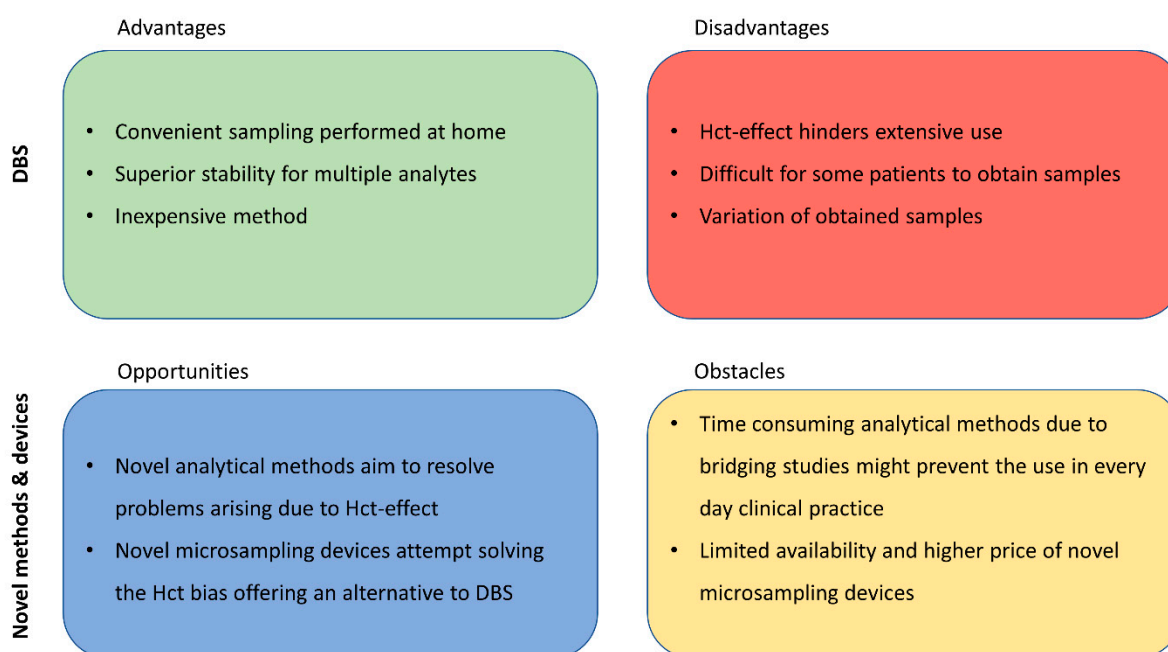 Advantages
Disadvantages
DBS
• Convenient sampling performed at home
• Superior stability for multiple analytes
• Inexpensive method
• Hct-effect hinders extensive use
• Difficult for some patients to obtain samples
• Variation of obtained samples
Opportunities
Obstacles
Novel methods & devices
• Novel analytical methods aim to resolve
problems arising due to Hct-effect
• Novel microsampling devices attempt solving
the Hct bias offering an alternative to DBS
• Time consuming analytical methods due to
bridging studies might prevent the use in every
day clinical practice
• Limited availability and higher price of novel
microsampling devices